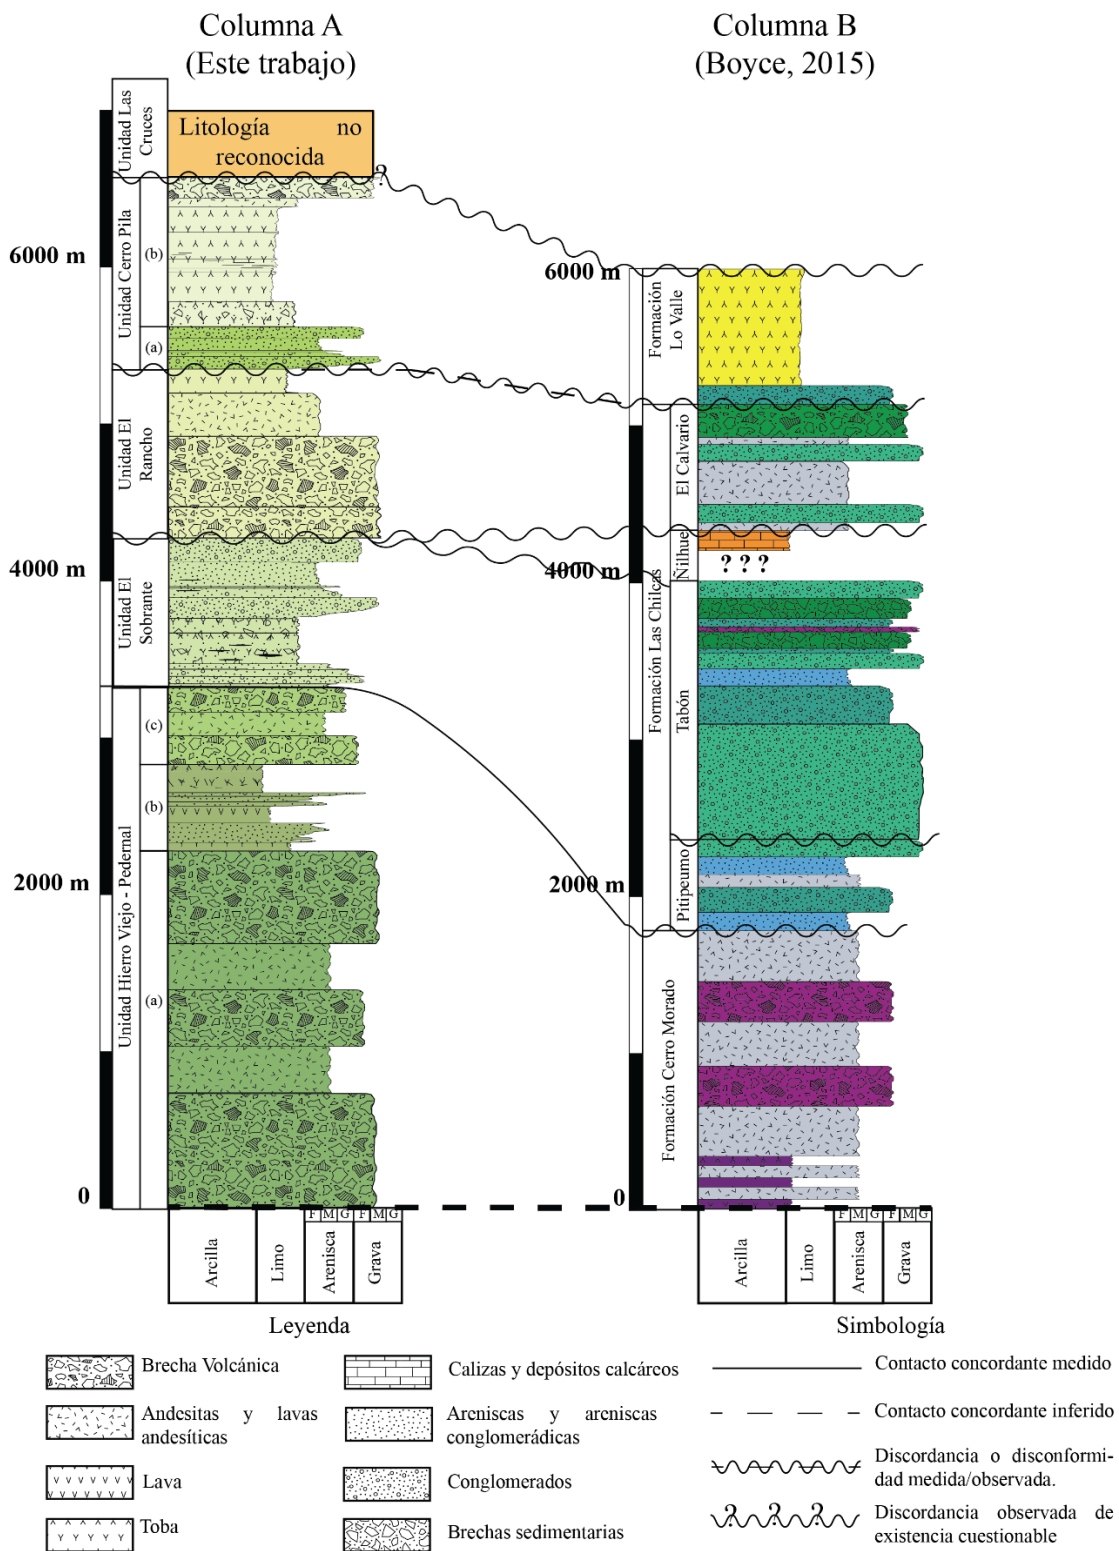 Columna A
(Este trabajo)
Columna B
(Boyce, 2015)
Unidad Las
Cruces
Litología no
reconocida
?
Unidad Cerro Pila
(b)
(a)
6000 m
Unidad El
Rancho
4000 m
Unidad El
Sobrante
Unidad Hierro Viejo - Pedernal
(c)
(b)
2000 m
(a)
0
F M G F M G
Arcilla
Limo
Arenisca
Grava
6000 m
Formación
Lo Valle
El Calvario
Ñilhue
? ? ?
4000 m
Formación Las Chilcas
Tabón
Pitipeumo
2000 m
Formación Cerro Morado
0
F M G F M G
Arcilla
Limo
Arenisca
Grava
Leyenda
Simbología
Brecha Volcánica
Andesitas y lavas
andesíticas
Lava
Toba
Calizas y depósitos calcáreos
Areniscas y areniscas
conglomerádicas
Conglomerados
Brechas sedimentarias
Contacto concordante medido
Contacto concordante inferido
Discordancia o disconformi-
dad medida/observada.
? ? ?
Discordancia observada de
existencia cuestionable